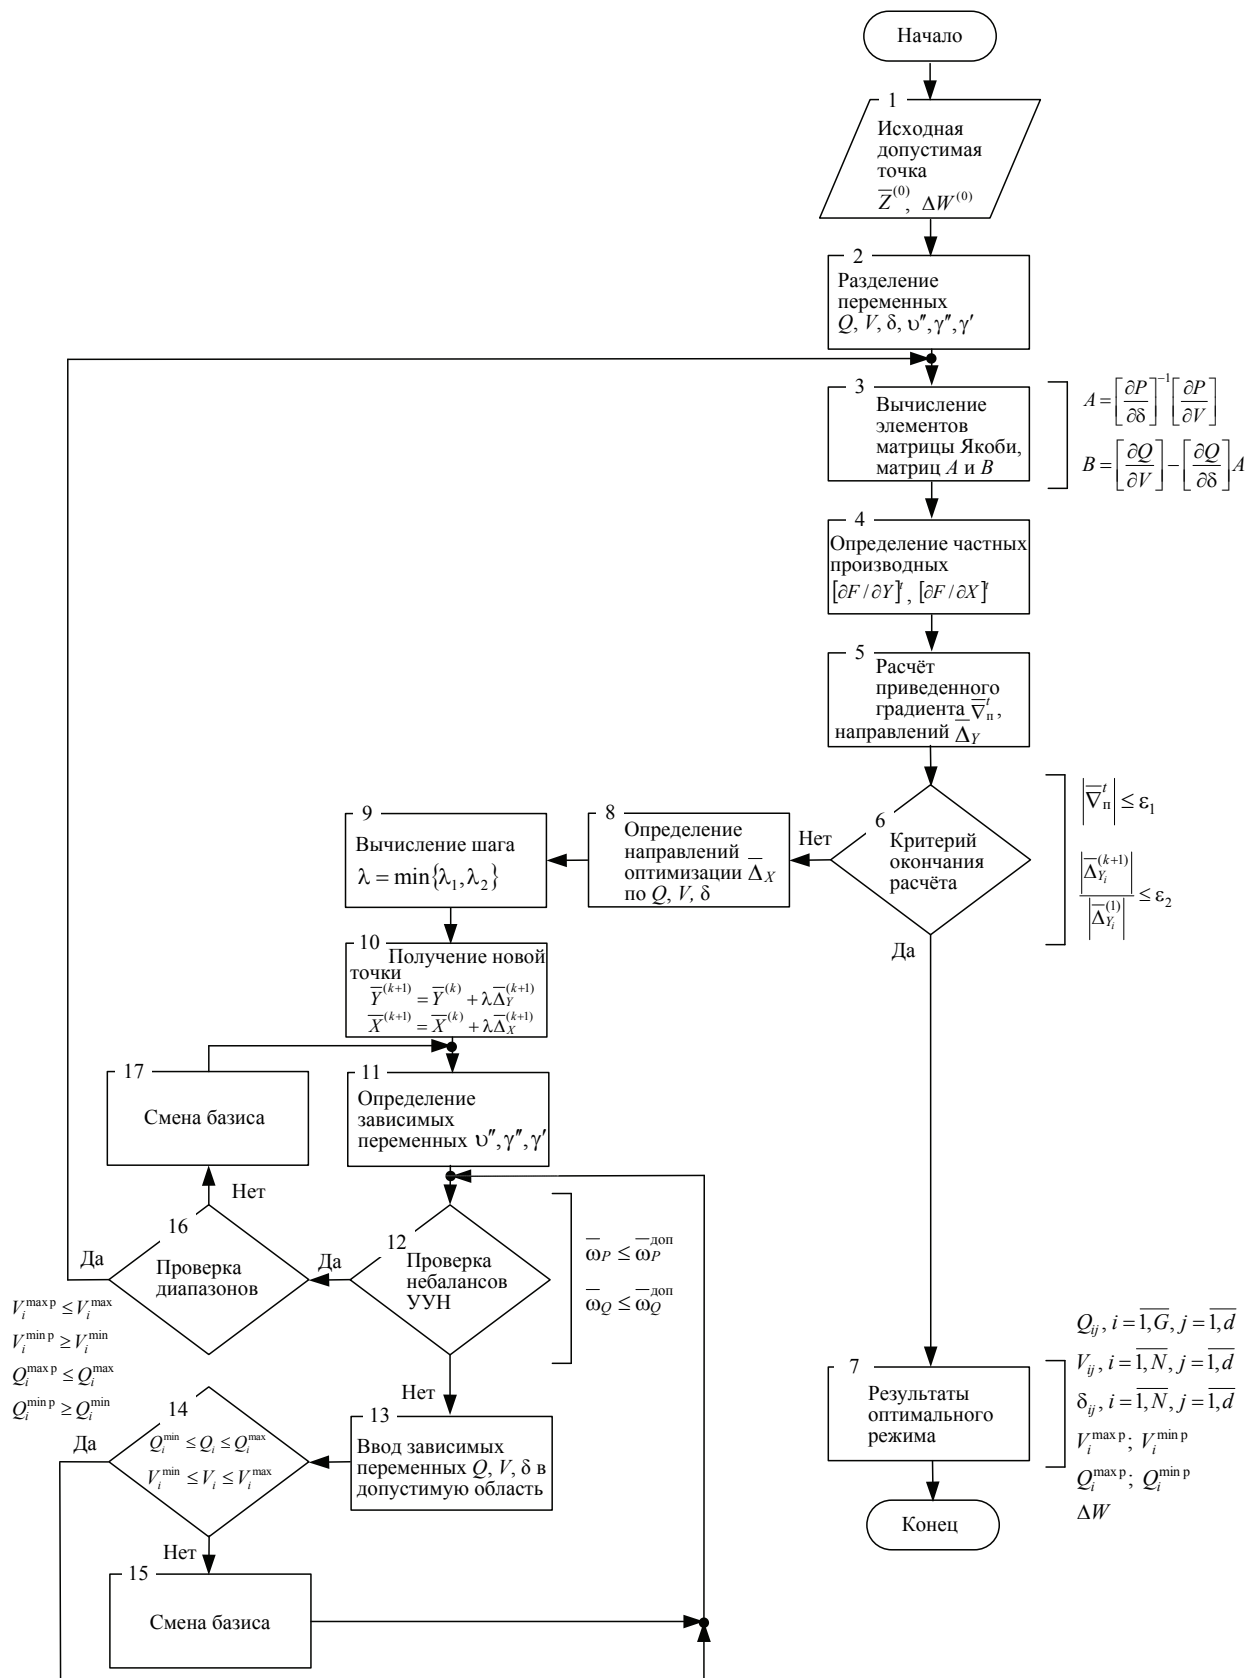 Начало
1
Исходная
допустимая
точка
Z̅⁽⁰⁾, ΔW⁽⁰⁾
2
Разделение
переменных
Q, V, δ, υ″, γ″, γ′
3
Вычисление
элементов
матрицы Якоби,
матриц A и B
A = [∂P/∂δ]⁻¹ [∂P/∂V]
B = [∂Q/∂V] − [∂Q/∂δ] A
4
Определение частных
производных
[∂F / ∂Y]ᵗ, [∂F / ∂X]ᵗ
5
Расчёт
приведенного
градиента ∇̅ₙᵗ,
направлений Δ̅_Y
6
Критерий
окончания
расчёта
|∇̅ₙᵗ| ≤ ε₁
|Δ̅_{Y_i}^{(k+1)}| / |Δ̅_{Y_i}^{(1)}| ≤ ε₂
Нет
Да
8
Определение
направлений
оптимизации Δ̅_X
по Q, V, δ
9
Вычисление шага
λ = min{λ₁, λ₂}
10
Получение новой
точки
Y̅^{(k+1)} = Y̅^{(k)} + λΔ̅_Y^{(k+1)}
X̅^{(k+1)} = X̅^{(k)} + λΔ̅_X^{(k+1)}
17
Смена базиса
11
Определение
зависимых
переменных υ″, γ″, γ′
Нет
16
Проверка
диапазонов
Да
Да
12
Проверка
небалансов
УУН
ω̅_P ≤ ω̅_P^{доп}
ω̅_Q ≤ ω̅_Q^{доп}
V_i^{max p} ≤ V_i^{max}
V_i^{min p} ≥ V_i^{min}
Q_i^{max p} ≤ Q_i^{max}
Q_i^{min p} ≥ Q_i^{min}
Нет
13
Ввод зависимых
переменных Q, V, δ в
допустимую область
14
Q_i^{min} ≤ Q_i ≤ Q_i^{max}
V_i^{min} ≤ V_i ≤ V_i^{max}
Да
Нет
15
Смена базиса
7
Результаты
оптимального
режима
Q_{ij}, i = 1,G, j = 1,d
V_{ij}, i = 1,N, j = 1,d
δ_{ij}, i = 1,N, j = 1,d
V_i^{max p}; V_i^{min p}
Q_i^{max p}; Q_i^{min p}
ΔW
Конец